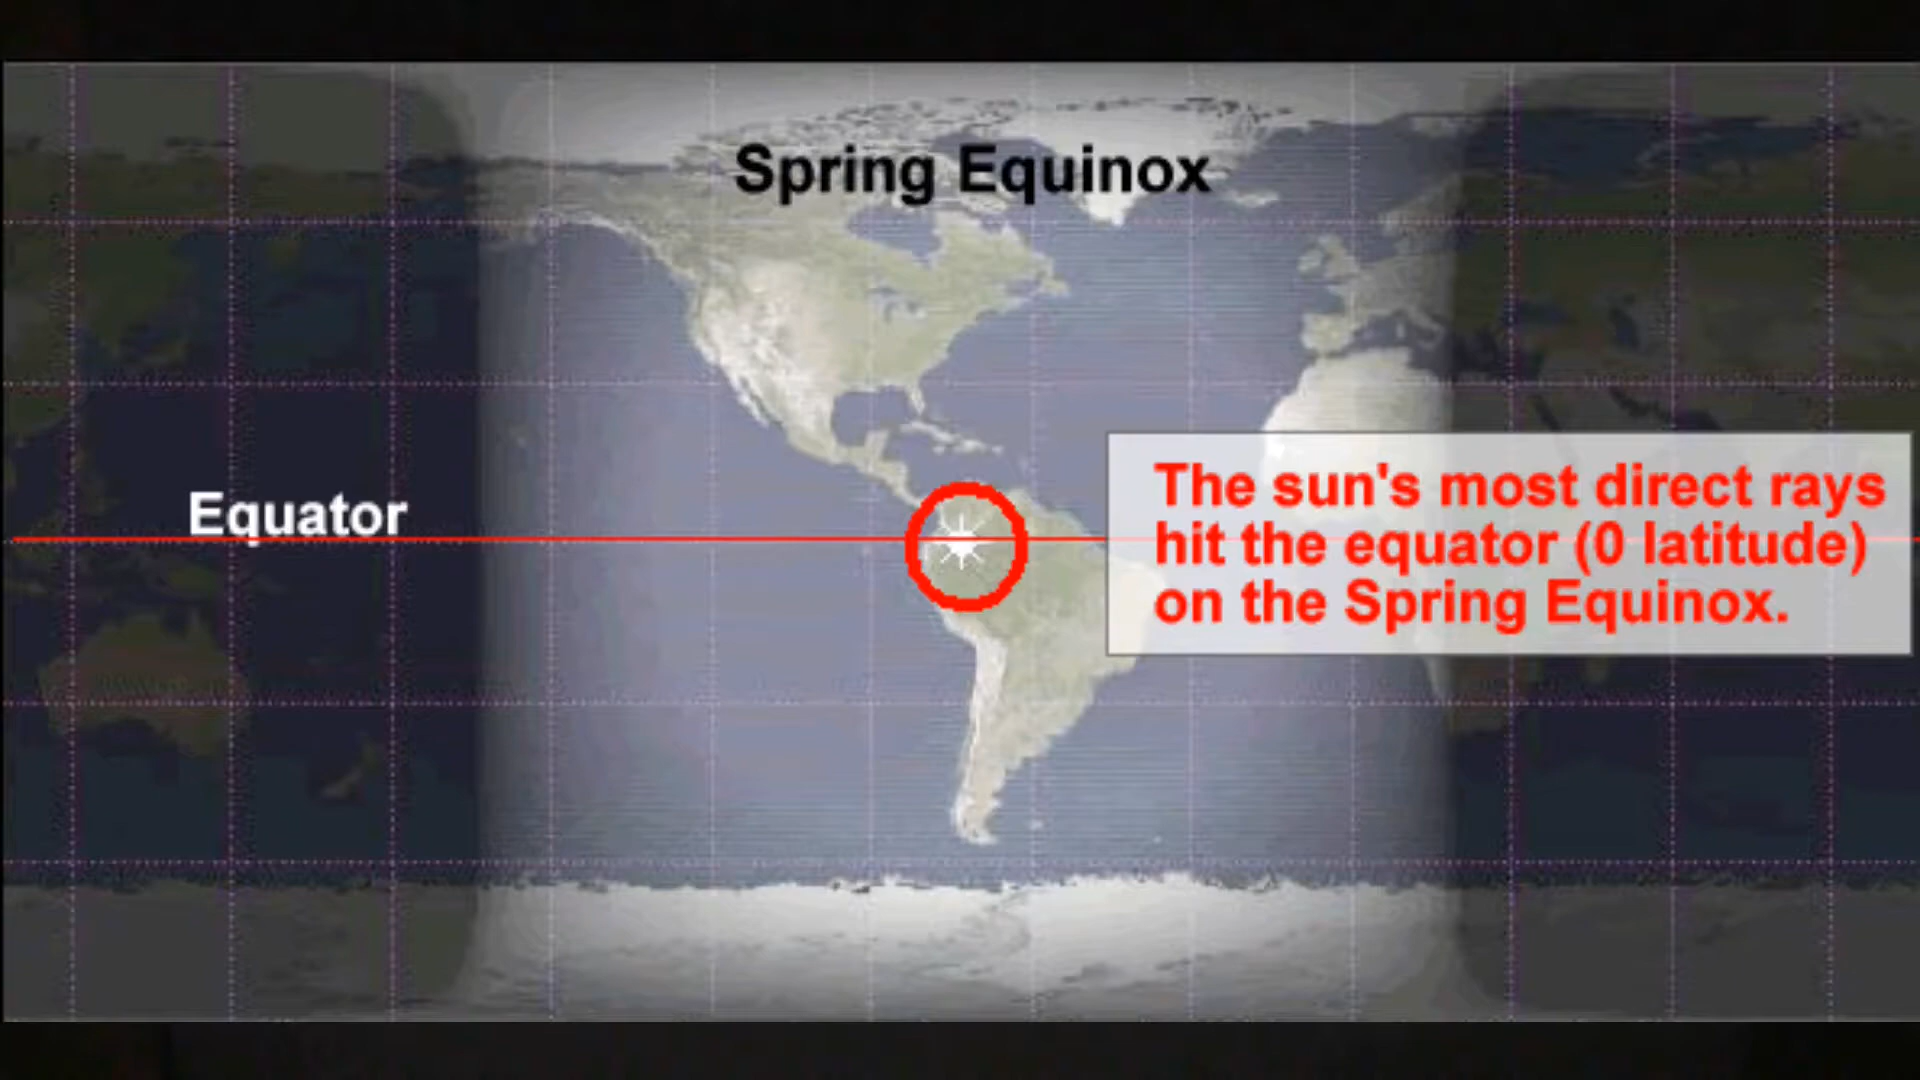 Spring Equinox
Equator
The sun's most direct rays
hit the equator (0 latitude)
on the Spring Equinox.